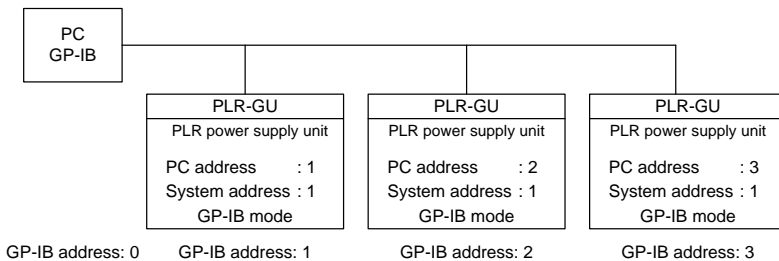 PC
GP-IB
PLR-GU
PLR power supply unit
PC address : 1
System address : 1
GP-IB mode
PLR-GU
PLR power supply unit
PC address : 2
System address : 1
GP-IB mode
PLR-GU
PLR power supply unit
PC address : 3
System address : 1
GP-IB mode
GP-IB address: 0
GP-IB address: 1
GP-IB address: 2
GP-IB address: 3